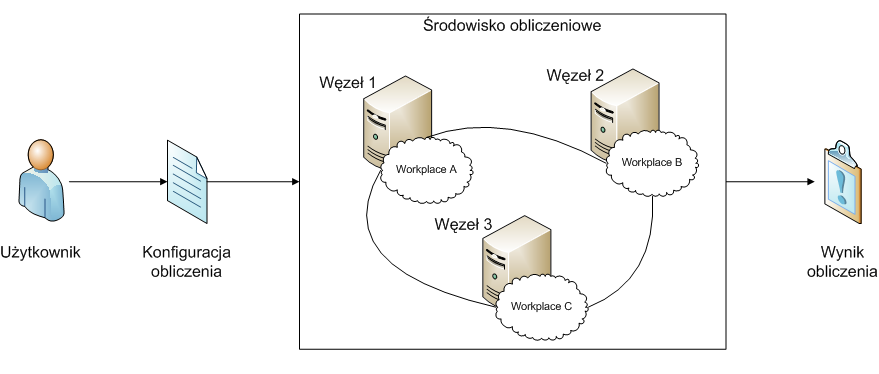 Środowisko obliczeniowe
Węzeł 1
Węzeł 2
Workplace A
Workplace B
Węzeł 3
Workplace C
Użytkownik
Konfiguracja
obliczenia
Wynik
obliczenia